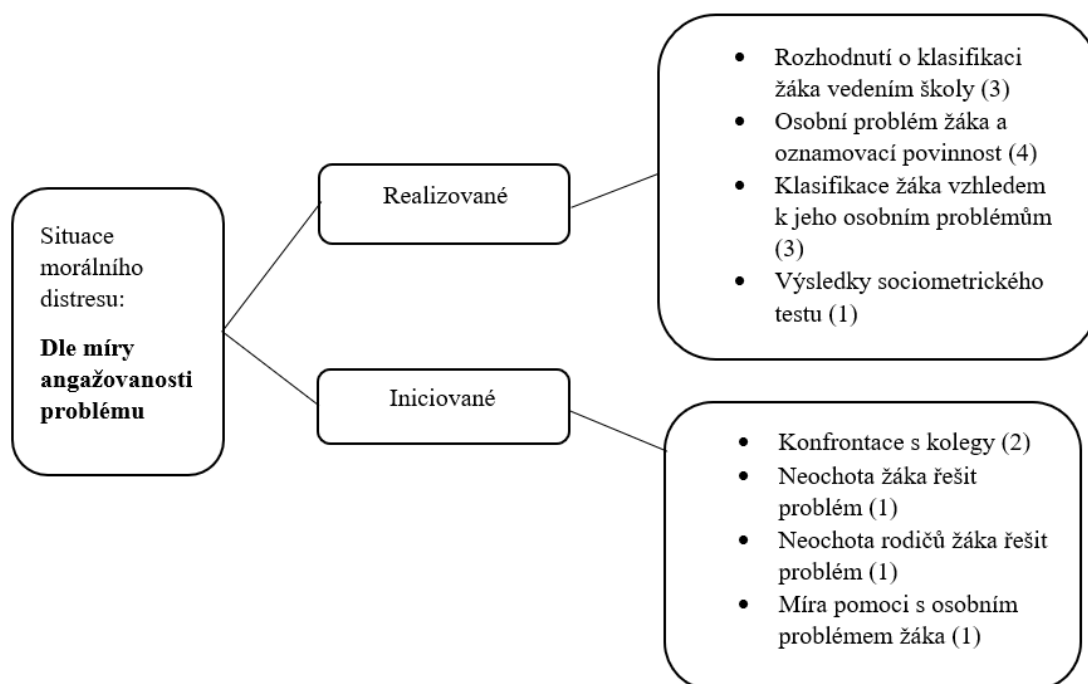 Situace
morálního
distresu:
Dle míry
angažovanosti
problému
Realizované
• Rozhodnutí o klasifikaci
žáka vedením školy (3)
• Osobní problém žáka a
oznamovací povinnost (4)
• Klasifikace žáka vzhledem
k jeho osobním problémům
(3)
• Výsledky sociometrického
testu (1)
Iniciované
• Konfrontace s kolegy (2)
• Neochota žáka řešit
problém (1)
• Neochota rodičů žáka řešit
problém (1)
• Míra pomoci s osobním
problémem žáka (1)